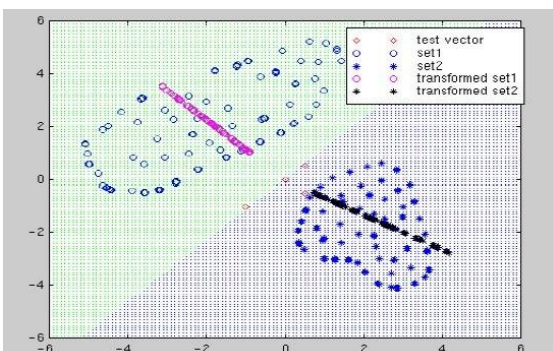 6
4
2
0
-2
-4
-6
-6
-4
-2
0
2
4
6
test vector
set1
set2
transformed set1
transformed set2